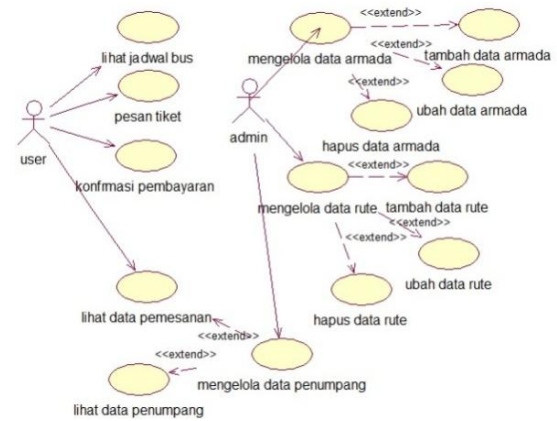 <<extend>>
lihat jadwal bus
mengelola data armada
tambah data armada
<<extend>>
<<extend>>
pesan tiket
ubah data armada
user
admin
hapus data armada
<<extend>>
konfrmasi pembayaran
mengelola data rute
tambah data rute
<<extend>>
<<extend>>
ubah data rute
lihat data pemesanan
hapus data rute
<<extend>>
<<extend>>
mengelola data penumpang
lihat data penumpang